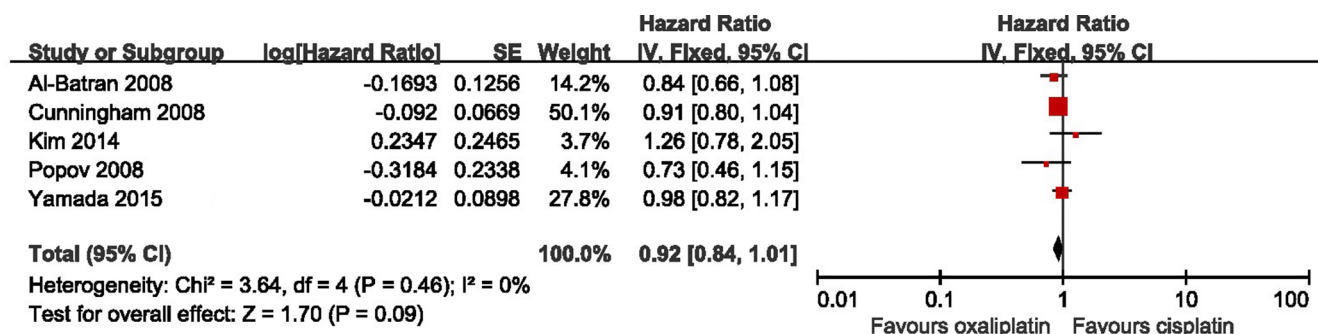 Hazard Ratio Hazard Ratio
Study or Subgroup log[Hazard Ratio] SE Weight IV, Fixed, 95% CI IV, Fixed, 95% CI
Al-Batran 2008 -0.1693 0.1256 14.2% 0.84 [0.66, 1.08]
Cunningham 2008 -0.092 0.0669 50.1% 0.91 [0.80, 1.04]
Kim 2014 0.2347 0.2465 3.7% 1.26 [0.78, 2.05]
Popov 2008 -0.3184 0.2338 4.1% 0.73 [0.46, 1.15]
Yamada 2015 -0.0212 0.0898 27.8% 0.98 [0.82, 1.17]
Total (95% CI) 100.0% 0.92 [0.84, 1.01]
Heterogeneity: Chi² = 3.64, df = 4 (P = 0.46); I² = 0%
Test for overall effect: Z = 1.70 (P = 0.09)
0.01 0.1 1 10 100
Favours oxaliplatin Favours cisplatin